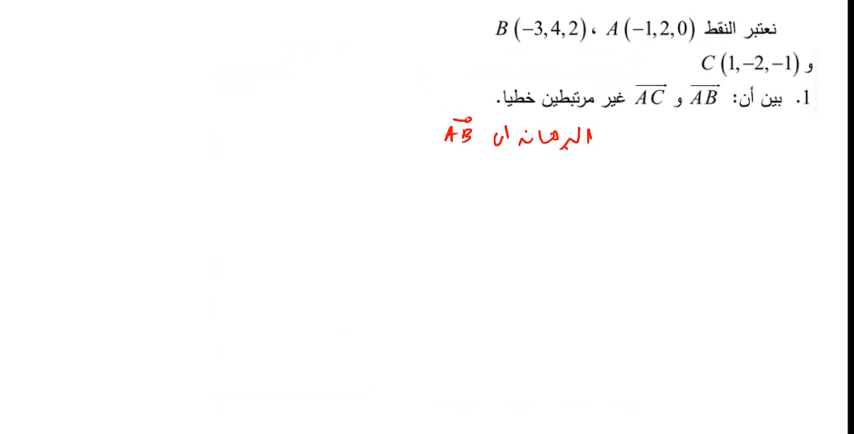 نعتبر النقط A(−1,2,0)، B(−3,4,2)
و C(1,−2,−1)
1. بين أن: AB و AC غير مرتبطين خطيا.
البرهانه ان AB